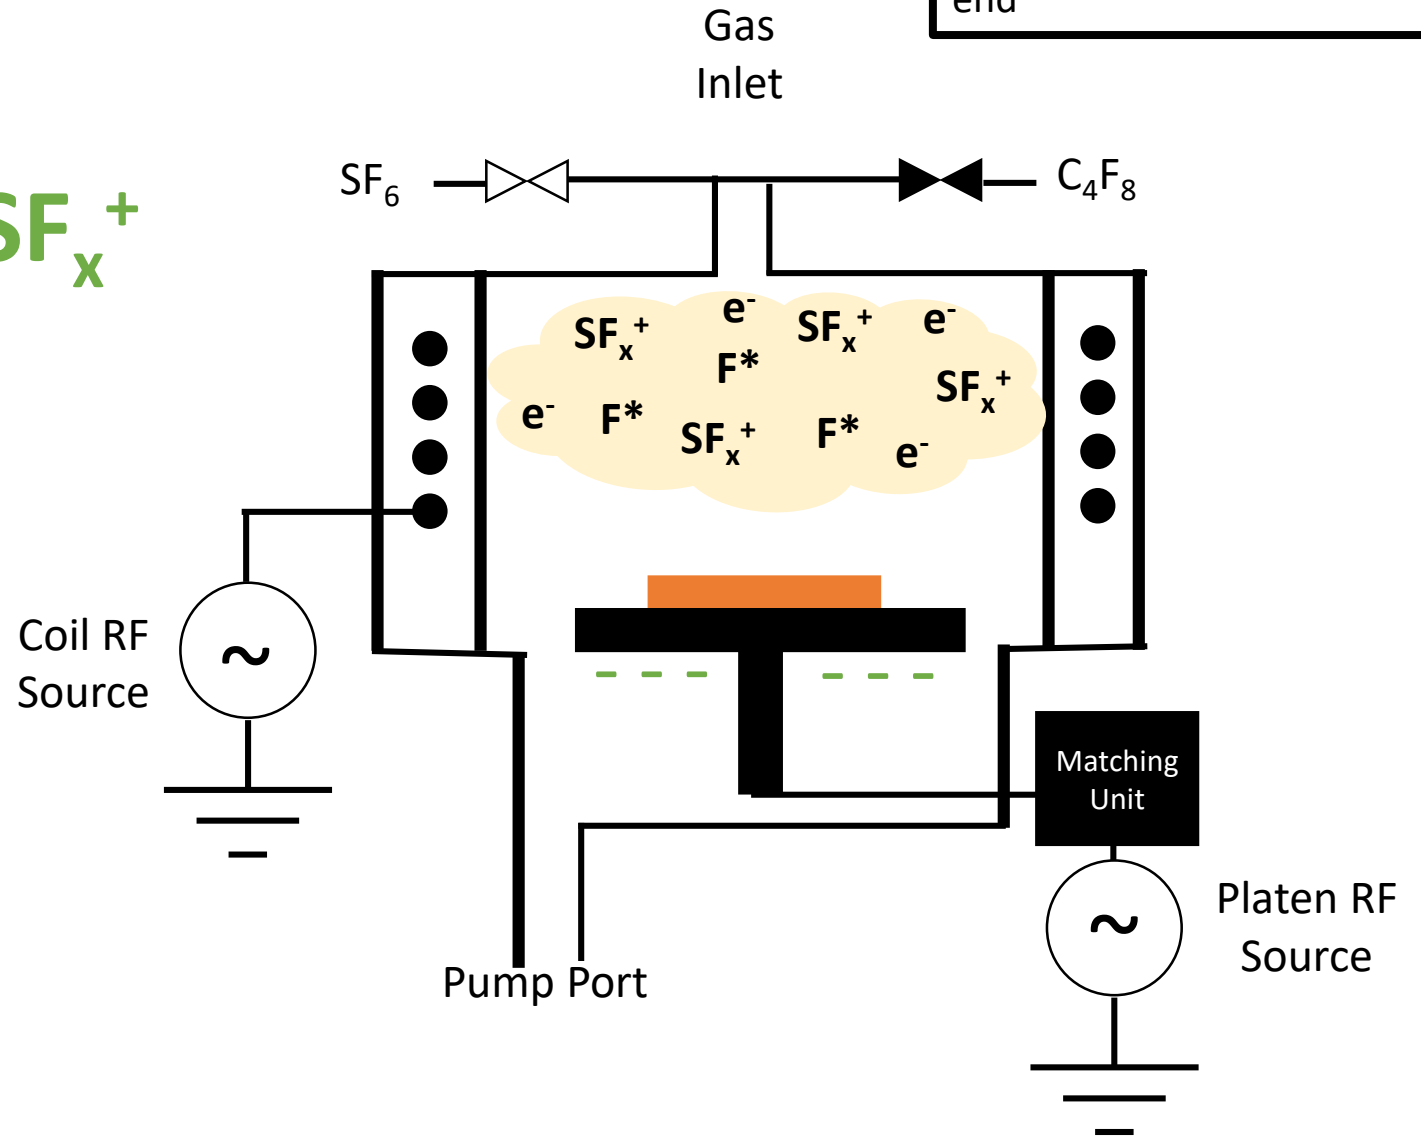 end
Gas
Inlet
SF₆
C₄F₈
SFₓ⁺
SFₓ⁺
e⁻
SFₓ⁺
e⁻
F*
SFₓ⁺
e⁻
F*
SFₓ⁺
F*
e⁻
~
Coil RF
Source
Matching
Unit
~
Platen RF
Source
Pump Port